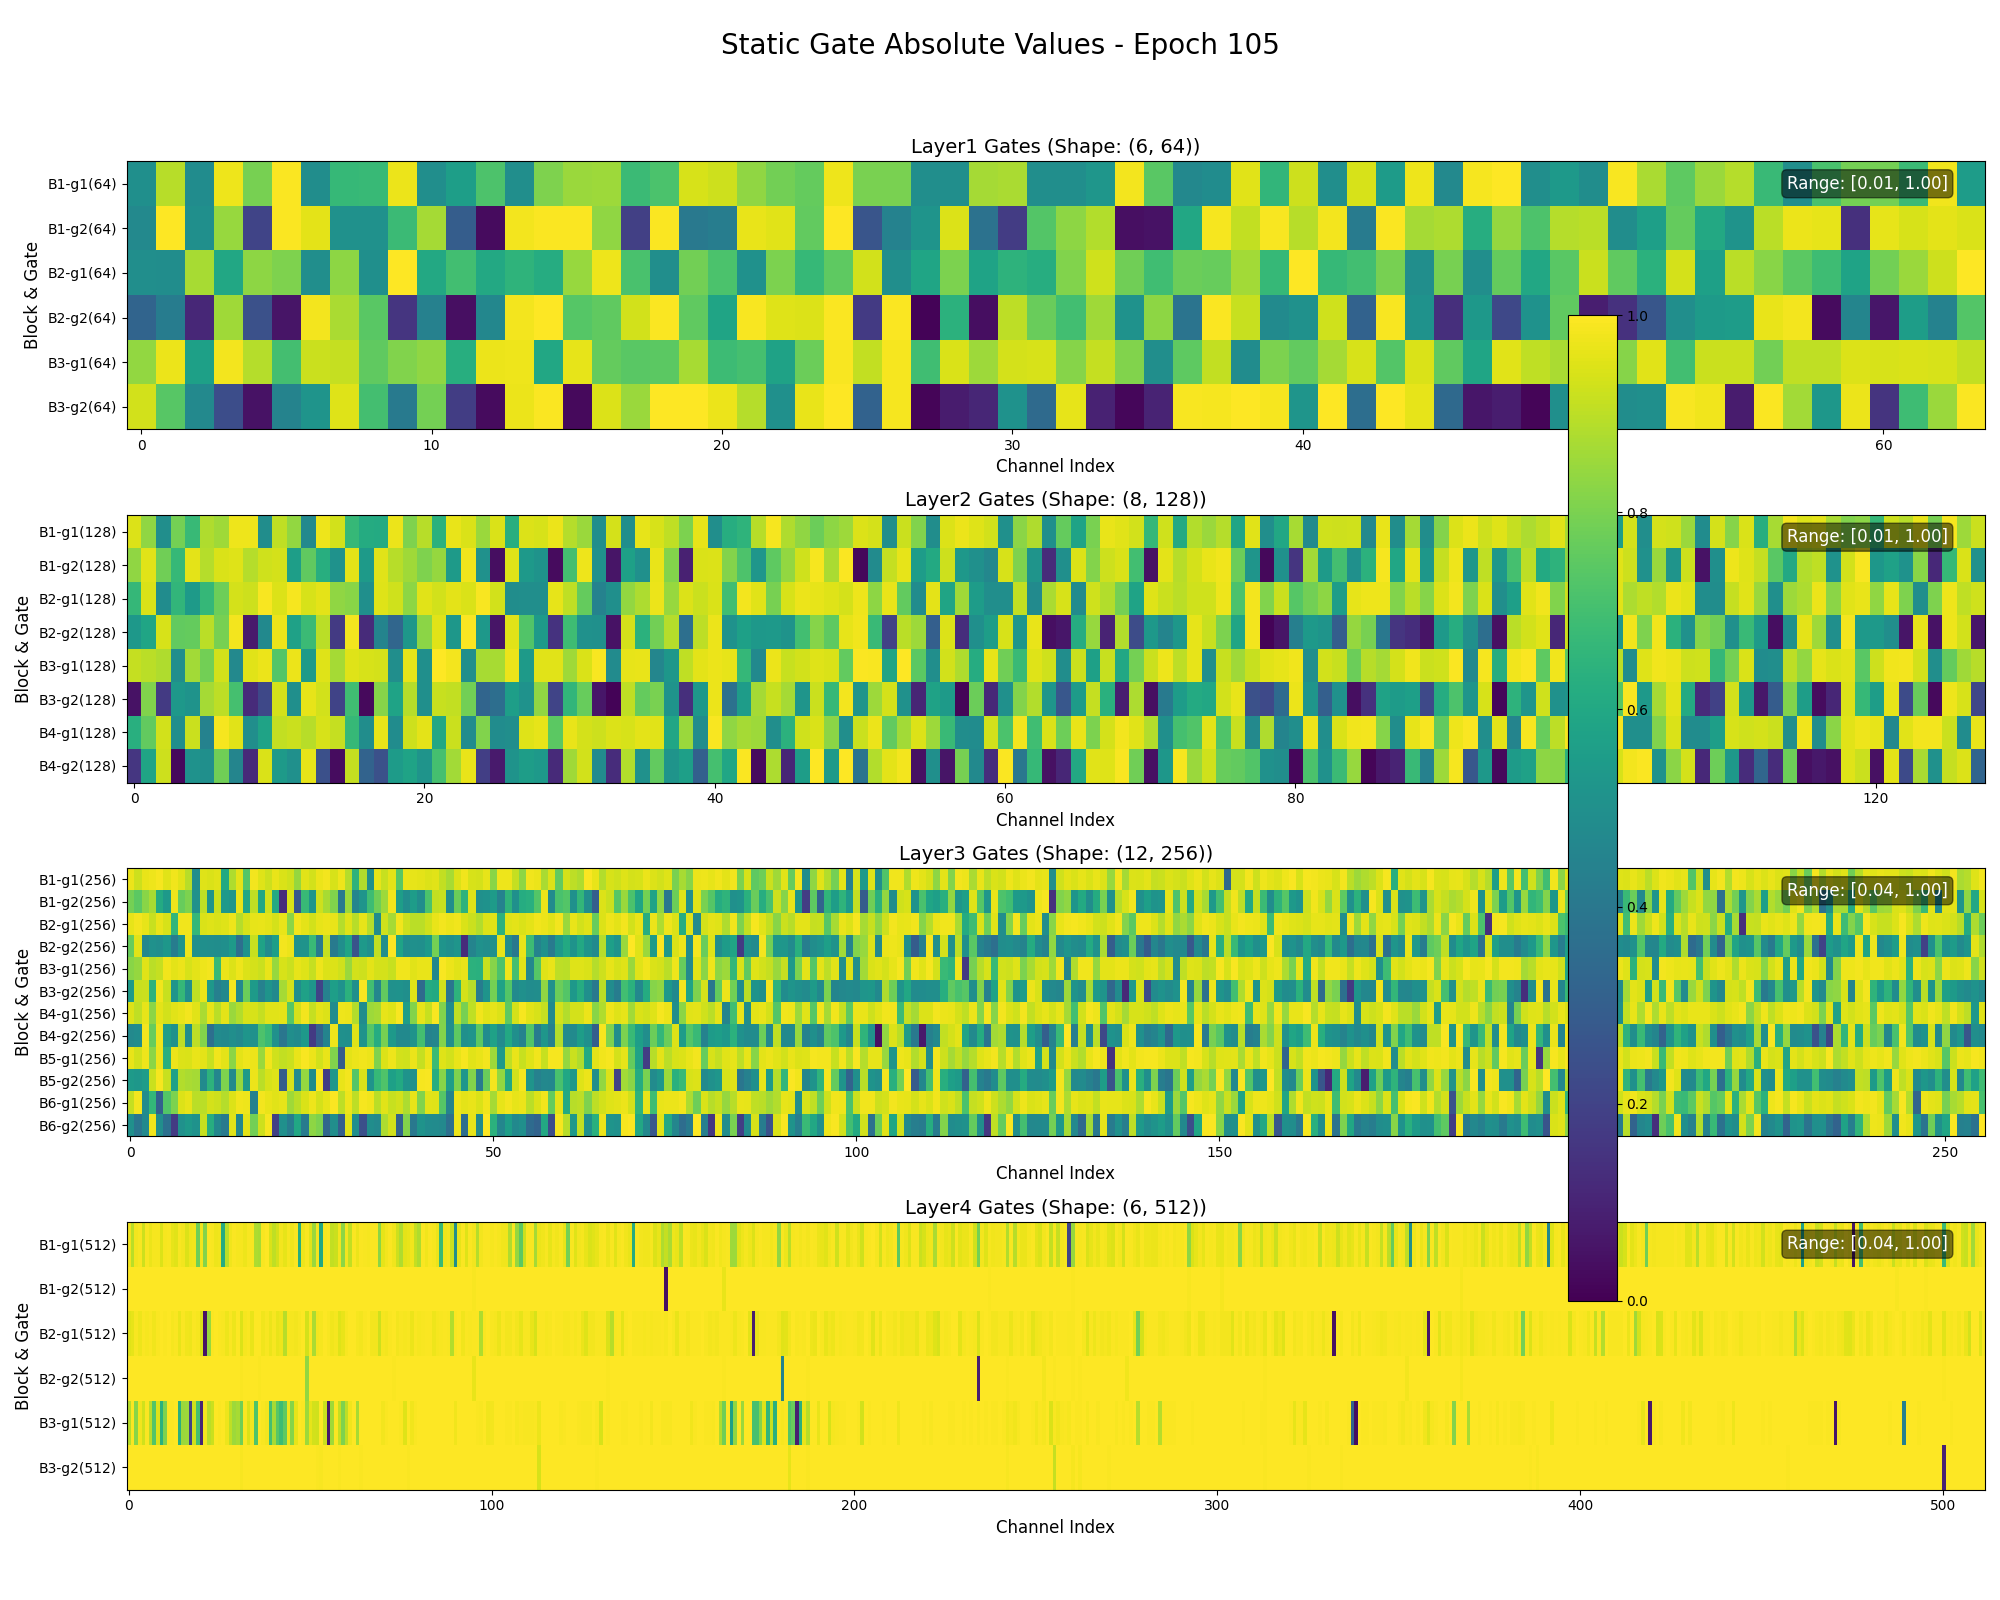 Static Gate Absolute Values - Epoch 105
Layer1 Gates (Shape: (6, 64))
Block & Gate
B1-g1(64)
B1-g2(64)
B2-g1(64)
B2-g2(64)
B3-g1(64)
B3-g2(64)
Range: [0.01, 1.00]
0 10 20 30 40 60
Channel Index
Layer2 Gates (Shape: (8, 128))
Block & Gate
B1-g1(128)
B1-g2(128)
B2-g1(128)
B2-g2(128)
B3-g1(128)
B3-g2(128)
B4-g1(128)
B4-g2(128)
Range: [0.01, 1.00]
0 20 40 60 80 120
Channel Index
Layer3 Gates (Shape: (12, 256))
Block & Gate
B1-g1(256)
B1-g2(256)
B2-g1(256)
B2-g2(256)
B3-g1(256)
B3-g2(256)
B4-g1(256)
B4-g2(256)
B5-g1(256)
B5-g2(256)
B6-g1(256)
B6-g2(256)
Range: [0.04, 1.00]
0 50 100 150 250
Channel Index
Layer4 Gates (Shape: (6, 512))
Block & Gate
B1-g1(512)
B1-g2(512)
B2-g1(512)
B2-g2(512)
B3-g1(512)
B3-g2(512)
Range: [0.04, 1.00]
0 100 200 300 400 500
Channel Index
1.0
0.8
0.6
0.4
0.2
0.0